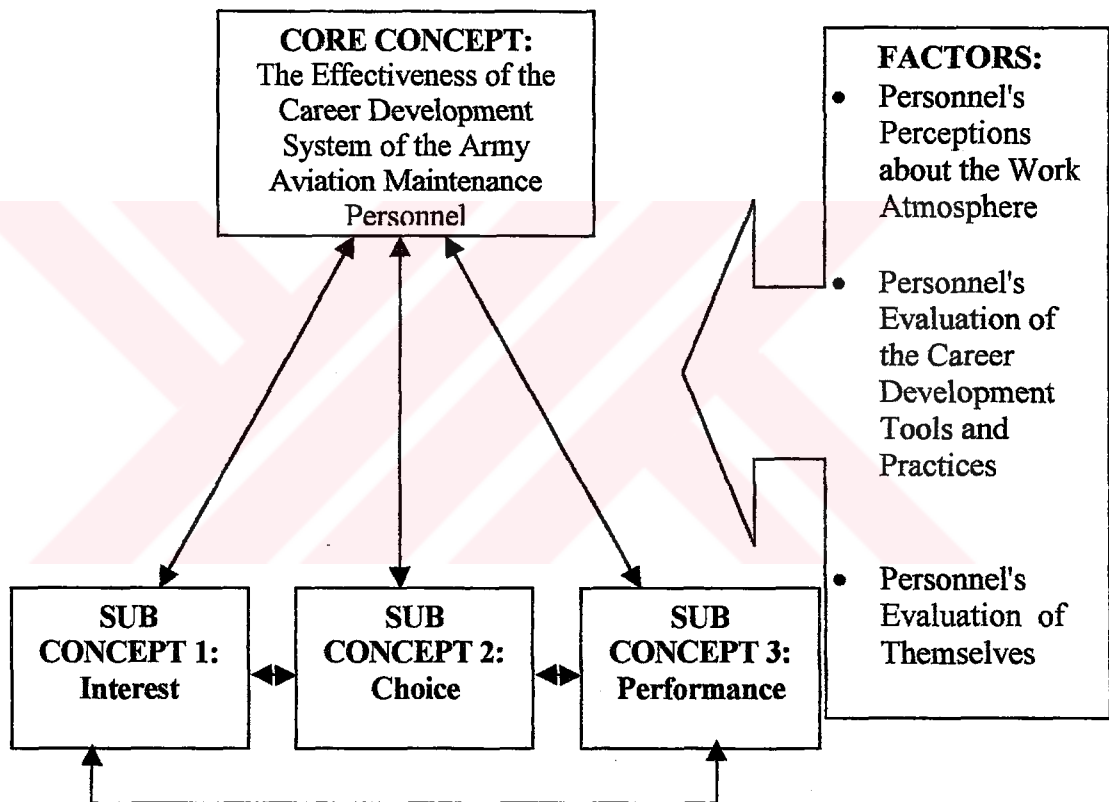 CORE CONCEPT:
The Effectiveness of the
Career Development
System of the Army
Aviation Maintenance
Personnel
FACTORS:
• Personnel's
Perceptions
about the Work
Atmosphere
• Personnel's
Evaluation of
the Career
Development
Tools and
Practices
• Personnel's
Evaluation of
Themselves
SUB
CONCEPT 1:
Interest
SUB
CONCEPT 2:
Choice
SUB
CONCEPT 3:
Performance